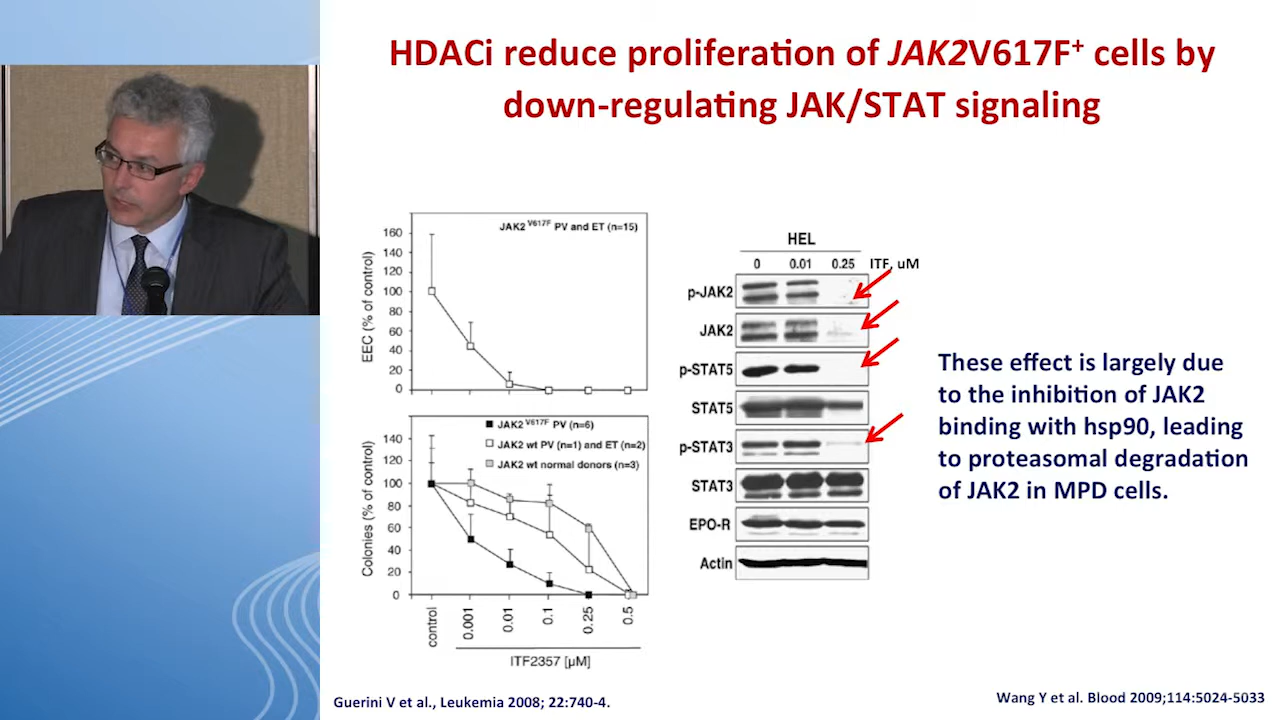 HDACi reduce proliferation of JAK2V617F+ cells by
down-regulating JAK/STAT signaling
JAK2 V617F PV and ET (n=15)
EEC (% of control)
160
140
120
100
80
60
40
20
0
JAK2 V617F PV (n=6)
JAK2 wt PV (n=1) and ET (n=2)
JAK2 wt normal donors (n=3)
Colonies (% of control)
140
120
100
80
60
40
20
0
control
0.001
0.01
0.1
0.25
0.5
ITF2357 [µM]
HEL
0 0.01 0.25 ITF, uM
p-JAK2
JAK2
p-STAT5
STAT5
p-STAT3
STAT3
EPO-R
Actin
These effect is largely due
to the inhibition of JAK2
binding with hsp90, leading
to proteasomal degradation
of JAK2 in MPD cells.
Guerini V et al., Leukemia 2008; 22:740-4.
Wang Y et al. Blood 2009;114:5024-5033